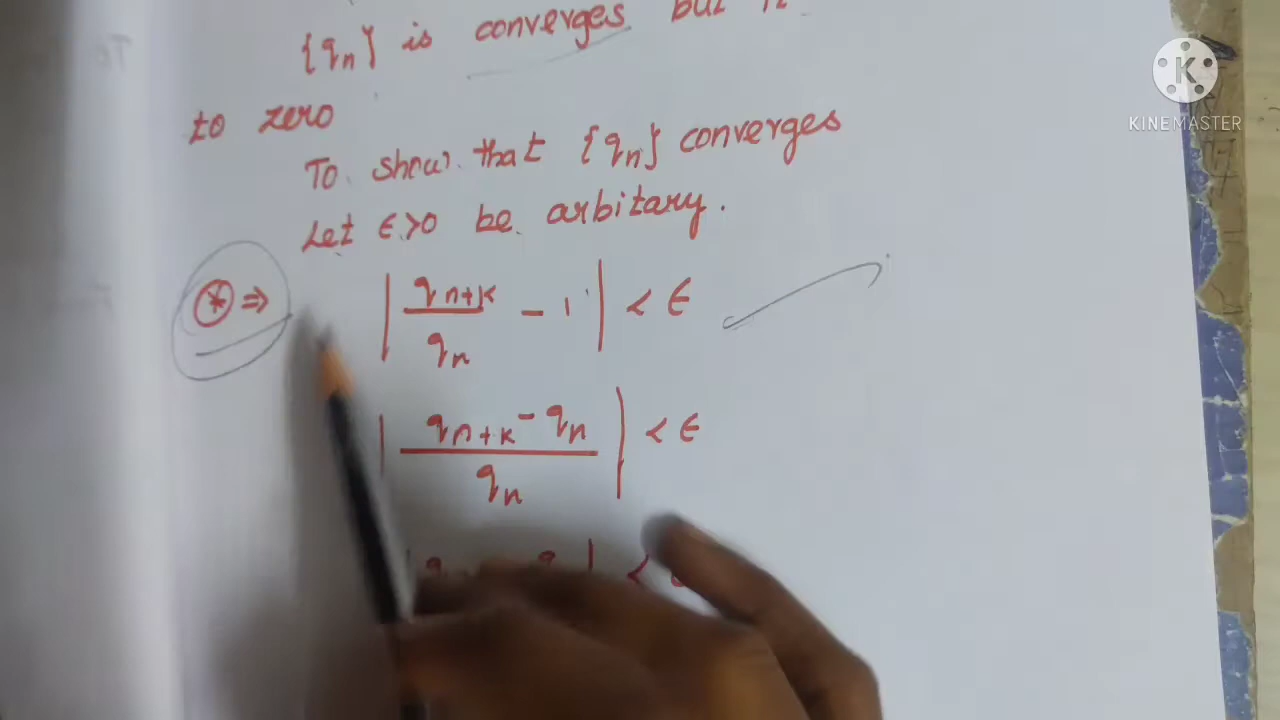 {qn} is converges but it
to zero
To show that {qn} converges
Let ϵ>0 be arbitary.
(*) ⇒ | qn+k / qn - 1 | < ϵ
| qn+k - qn / qn | < ϵ
K
KINEMASTER